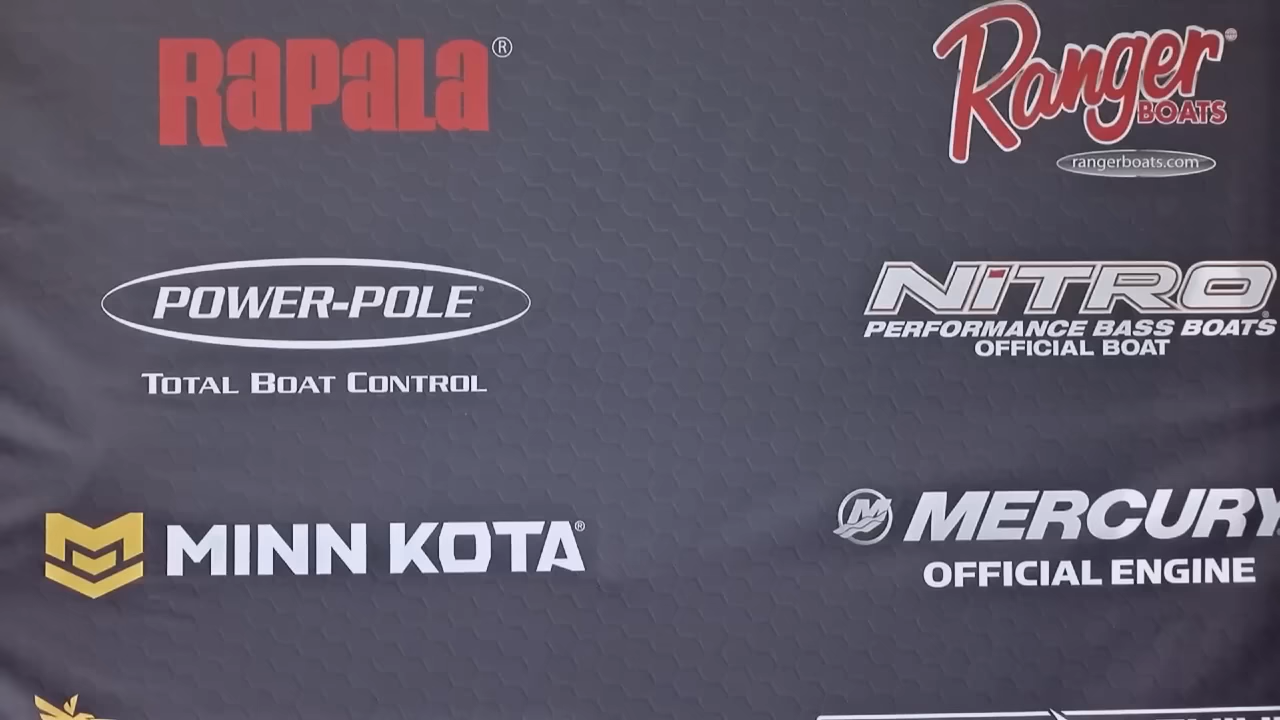 RAPALA®
Ranger
BOATS
rangerboats.com
POWER-POLE
TOTAL BOAT CONTROL
NITRO®
PERFORMANCE BASS BOATS
OFFICIAL BOAT
MINN KOTA®
MERCURY
OFFICIAL ENGINE